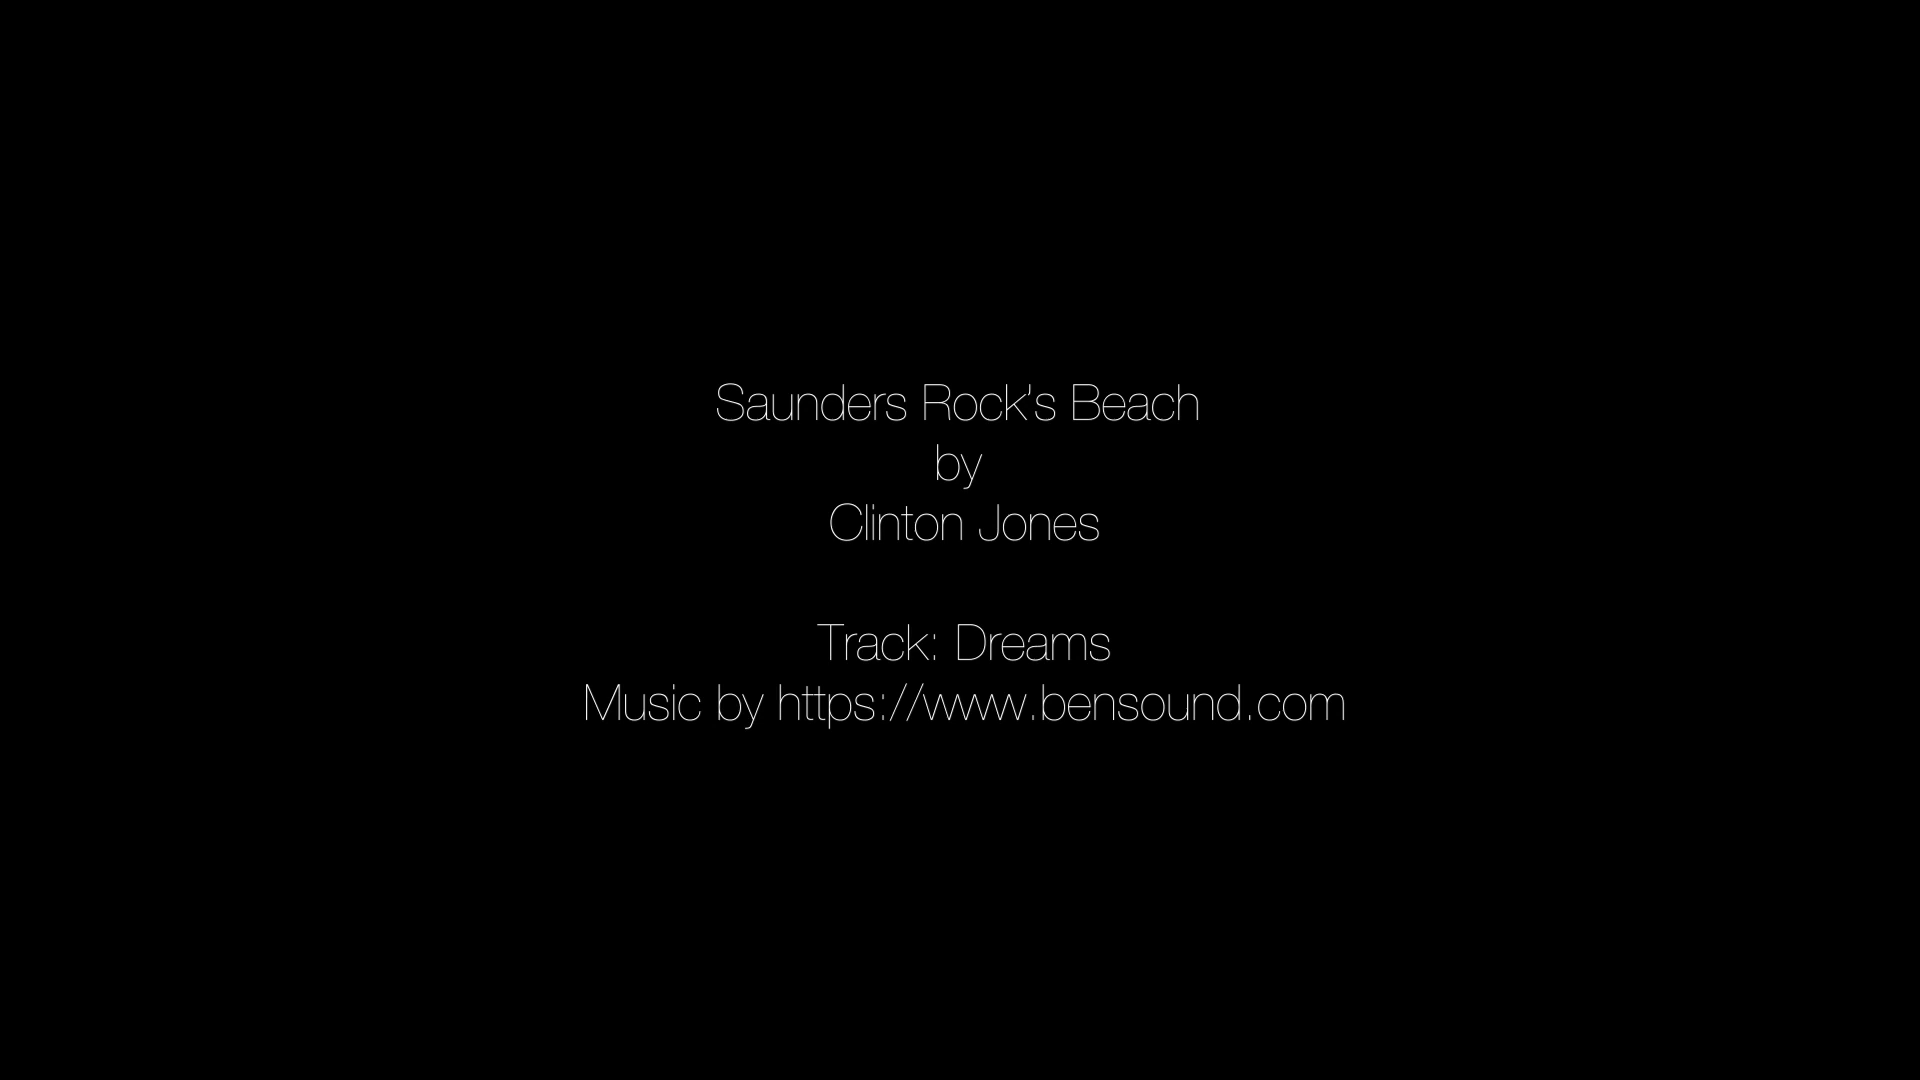 Saunders Rock's Beach
by
Clinton Jones
Track: Dreams
Music by https://www.bensound.com